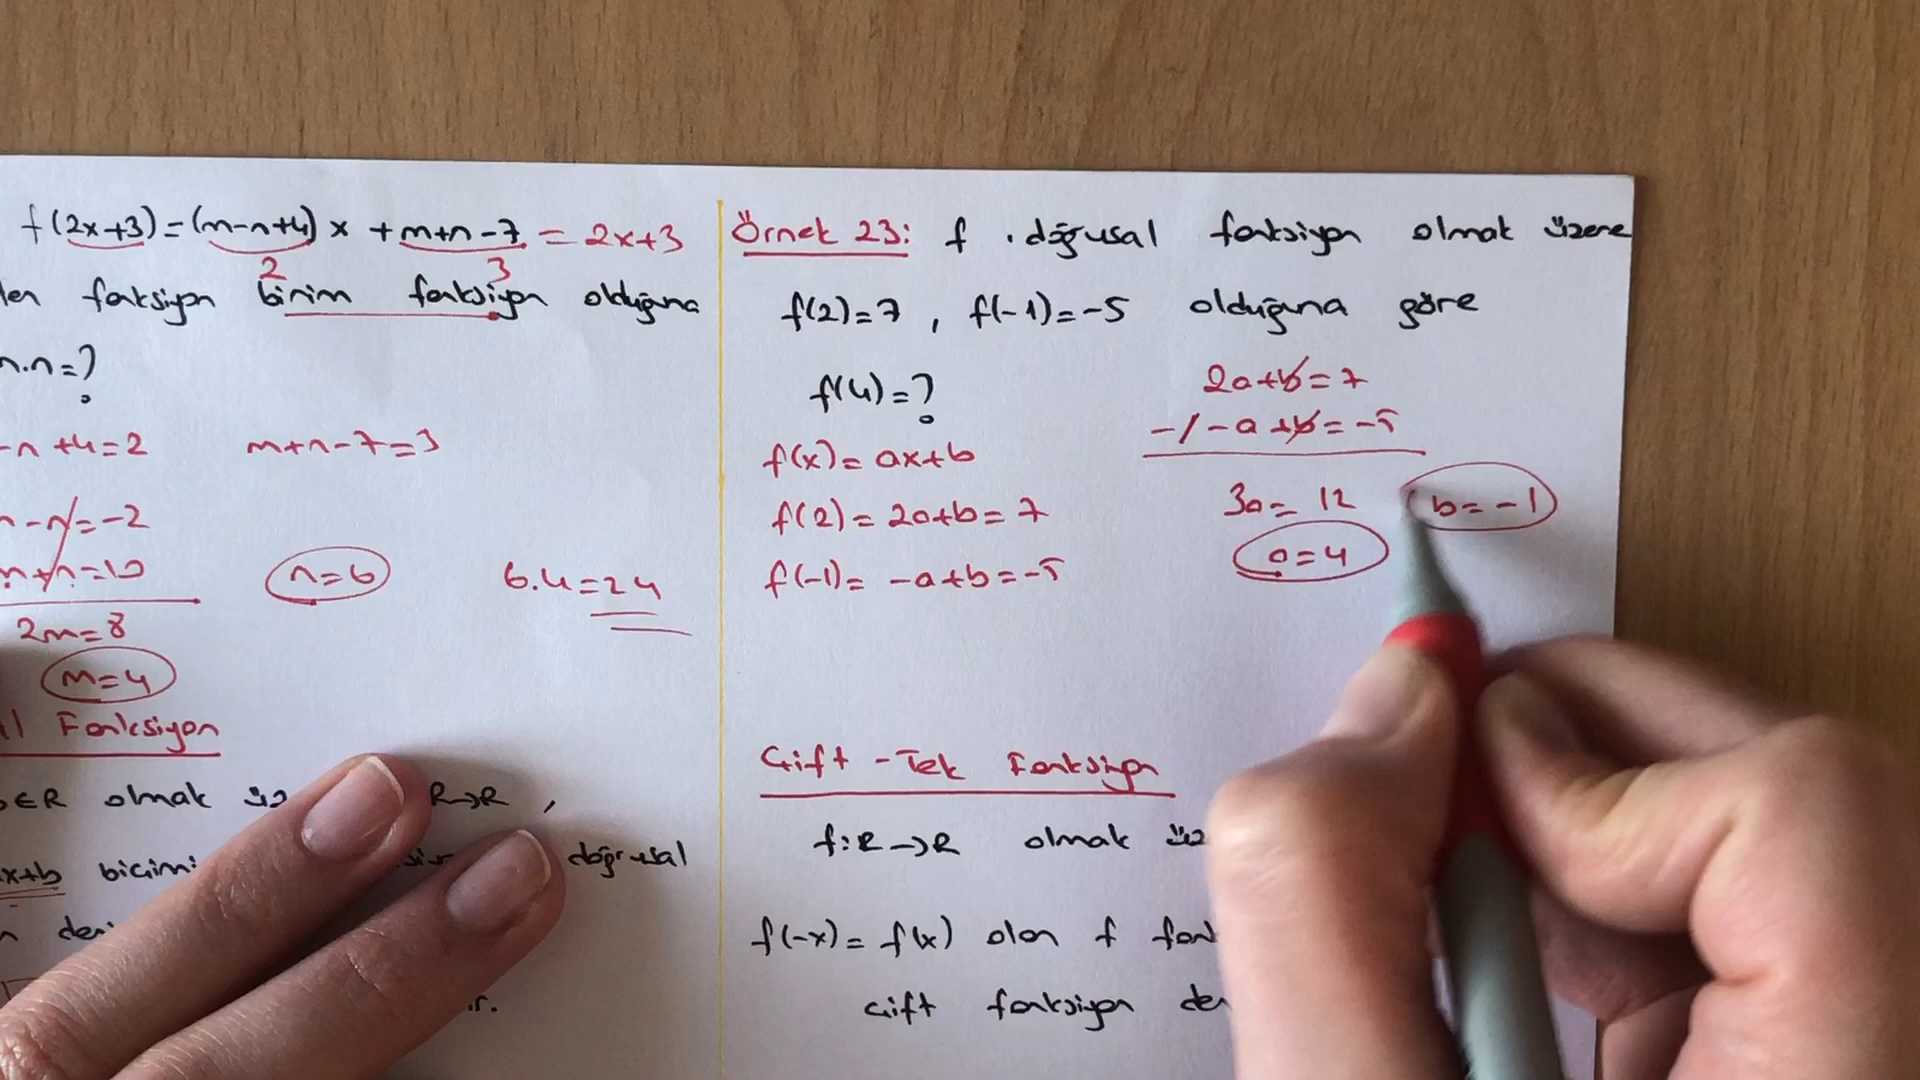 f(2x+3)=(m-n+4)x+m+n-7=2x+3
2 3
fonksiyon birim fonksiyon olduğuna
m.n=?
-n+4=2 m+n-7=3
-n=-2
m+n=10 n=6 6.4=24
2m=8
m=4
Fonksiyon
b∈R olmak R→R,
x+b doğrusal
Örnek 23: f doğrusal fonksiyon olmak üzere
f(2)=7, f(-1)=-5 olduğuna göre
f(4)=?
f(x)=ax+b
f(2)=2a+b=7
f(-1)=-a+b=-5
2a+b=7
-/-a+b=-5
3a=12 b=-1
a=4
Çift-Tek Fonksiyon
f:R→R olmak
f(-x)=f(x) olan f
çift fonksiyon